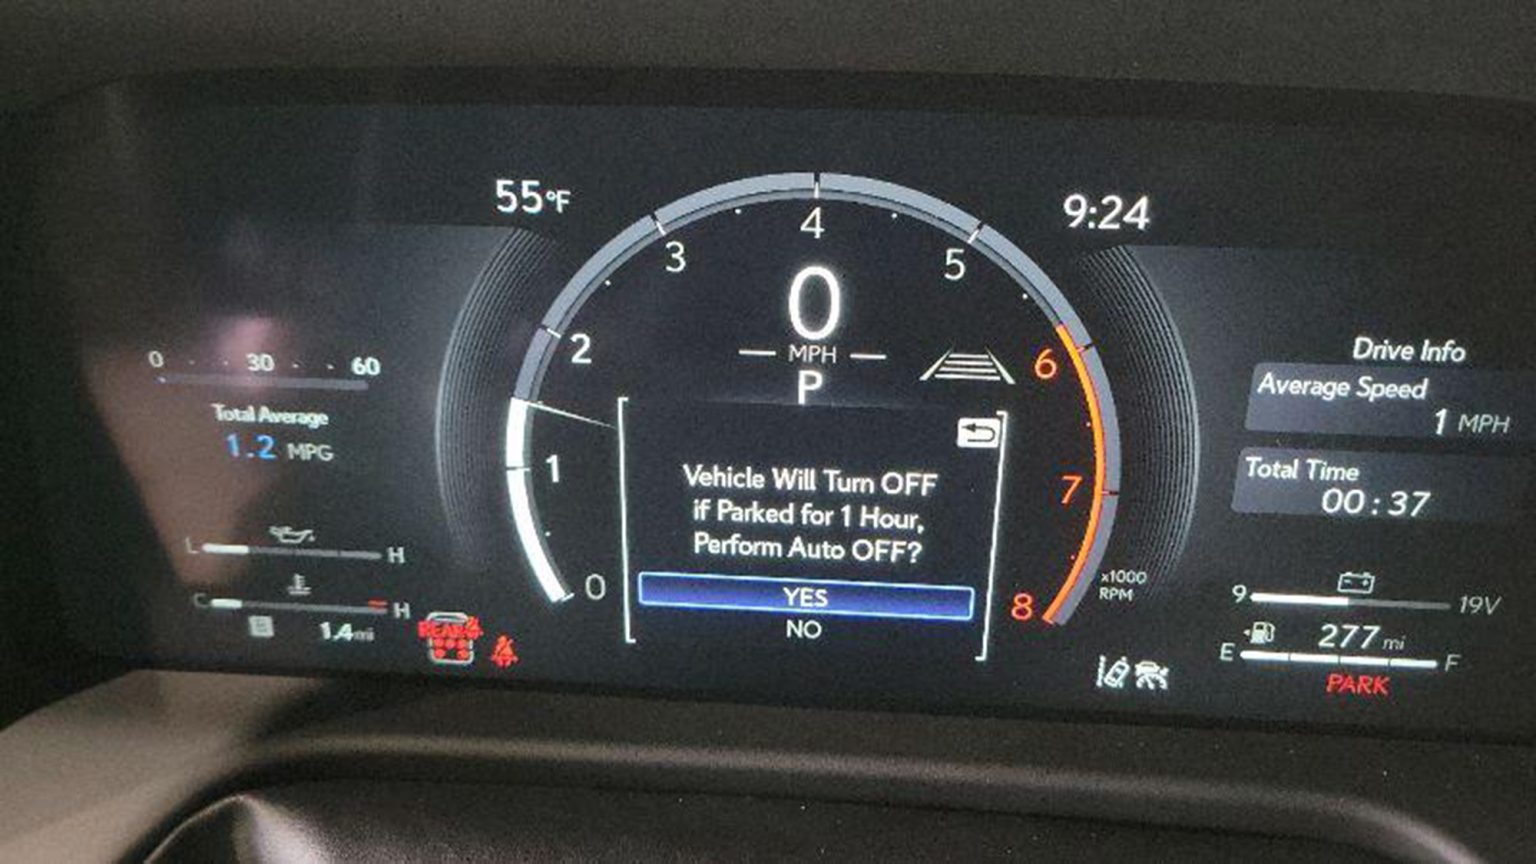 55°F
9:24
4
3
5
0
MPH
P
2
6
0 30 60
Total Average
1.2 MPG
Drive Info
Average Speed
1 MPH
1
7
Total Time
00:37
Vehicle Will Turn OFF
if Parked for 1 Hour,
Perform Auto OFF?
YES
NO
L H
C H
0
8
x1000
RPM
9 19V
1.4mi
REAR
277 mi
E F
PARK